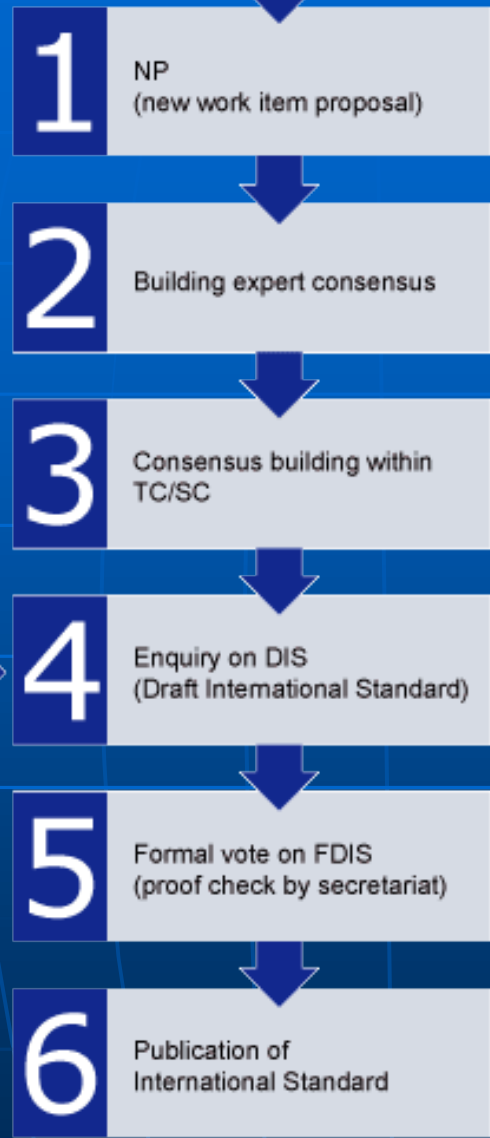 1
NP
(new work item proposal)
2
Building expert consensus
3
Consensus building within
TC/SC
4
Enquiry on DIS
(Draft International Standard)
5
Formal vote on FDIS
(proof check by secretariat)
6
Publication of
International Standard